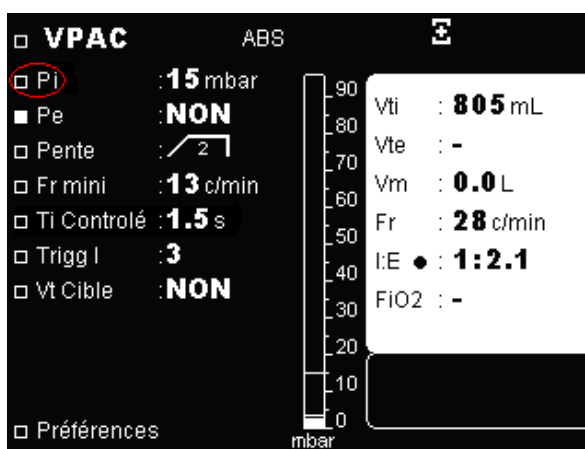 VPAC ABS
Pi :15 mbar
Pe :NON
Pente : 2
Fr mini :13 c/min
Ti Controlé :1.5 s
Trigg I :3
Vt Cible :NON
Préférences
90
80
70
60
50
40
30
20
10
0
mbar
Vti : 805 mL
Vte : -
Vm : 0.0 L
Fr : 28 c/min
I:E ● : 1:2.1
FiO2 : -